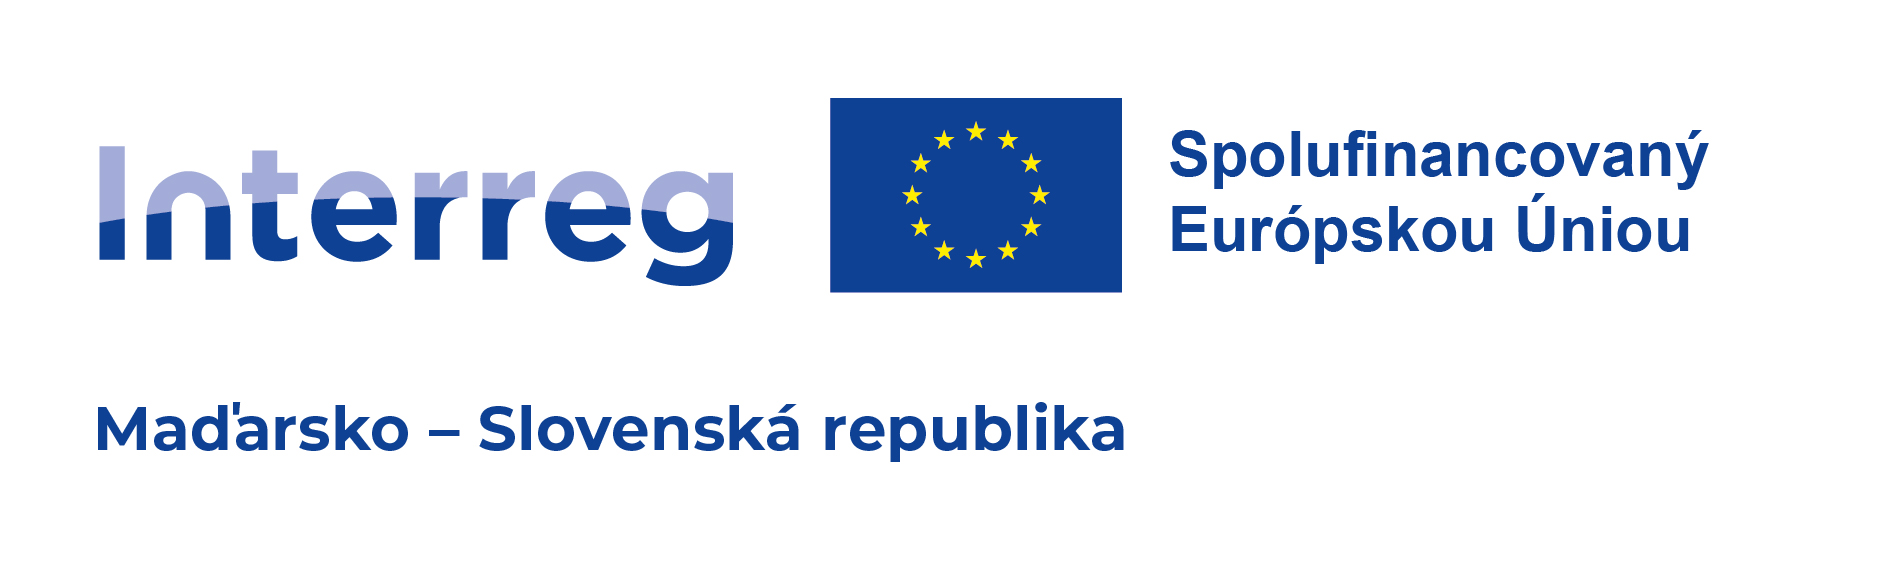 Interreg
Spolufinancovaný
Európskou Úniou
Maďarsko – Slovenská republika